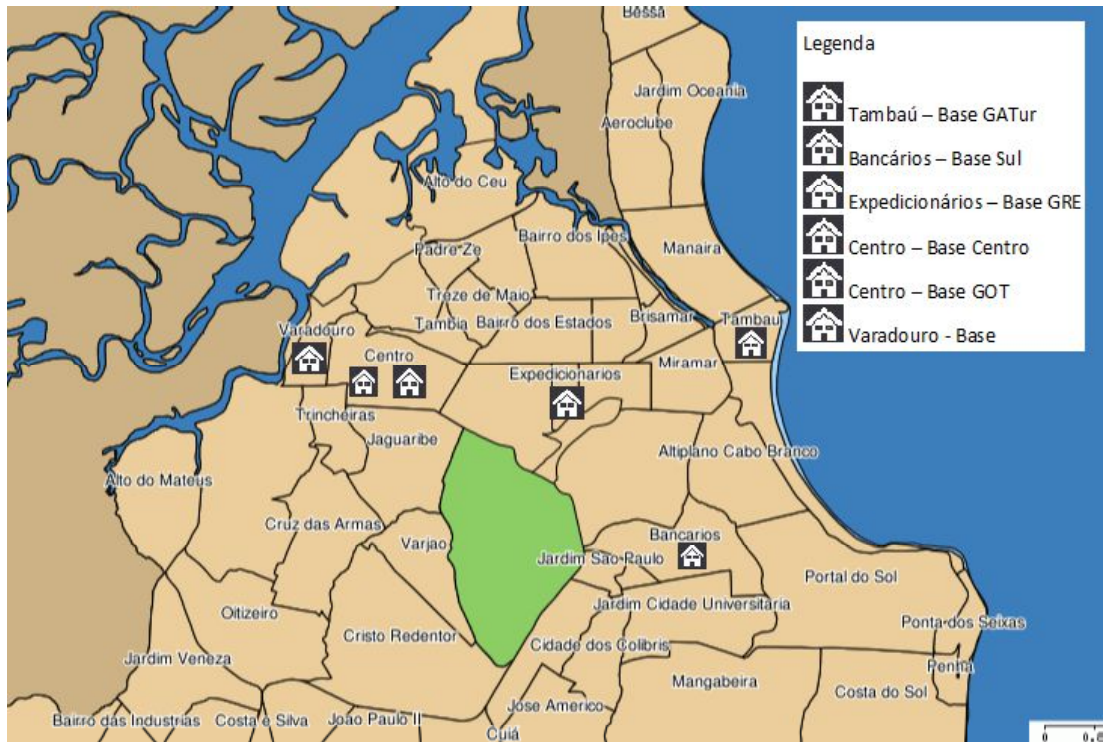 Bessa
Jardim Oceania
Aeroclube
Alto do Ceu
Bairro dos Ipes
Manaira
Padre Ze
Treze de Maio
Tambia
Bairro dos Estados
Brisamar
Tambau
Varadouro
Centro
Expedicionarios
Miramar
Trincheiras
Jaguaribe
Altiplano Cabo Branco
Alto do Mateus
Cruz das Armas
Varjao
Bancarios
Jardim São Paulo
Portal do Sol
Jardim Cidade Universitária
Oitizeiro
Cristo Redentor
Cidade dos Colibris
Ponta dos Seixas
Jardim Veneza
Penha
Mangabeira
Costa do Sol
José Americo
Bairro das Industrias
Costa e Silva
João Paulo II
Cuiá
Legenda
Tambaú – Base GATur
Bancários – Base Sul
Expedicionários – Base GRE
Centro – Base Centro
Centro – Base GOT
Varadouro - Base
0